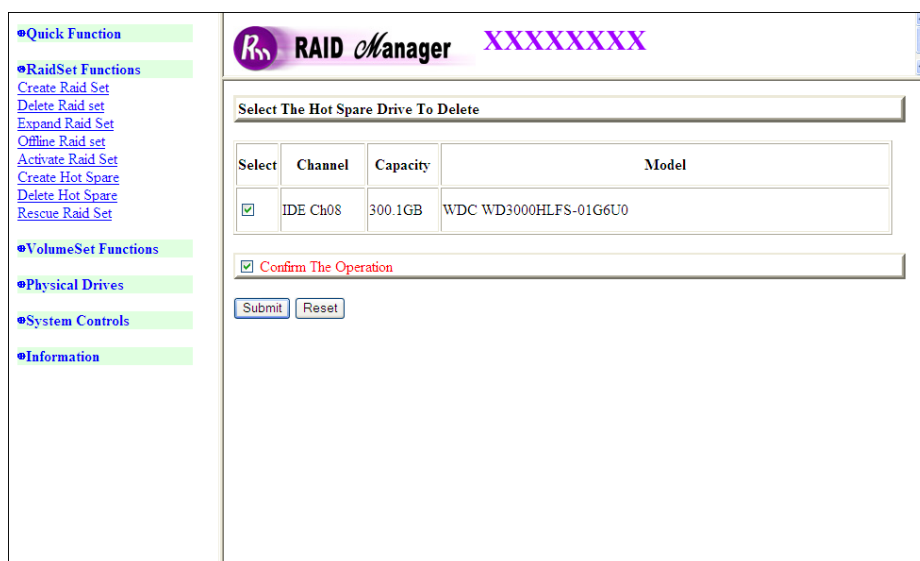 Quick Function
RaidSet Functions
Create Raid Set
Delete Raid set
Expand Raid Set
Offline Raid set
Activate Raid Set
Create Hot Spare
Delete Hot Spare
Rescue Raid Set
VolumeSet Functions
Physical Drives
System Controls
Information
Rm RAID Manager XXXXXXXX
Select The Hot Spare Drive To Delete
Select Channel Capacity Model
IDE Ch08 300.1GB WDC WD3000HLFS-01G6U0
Confirm The Operation
Submit Reset